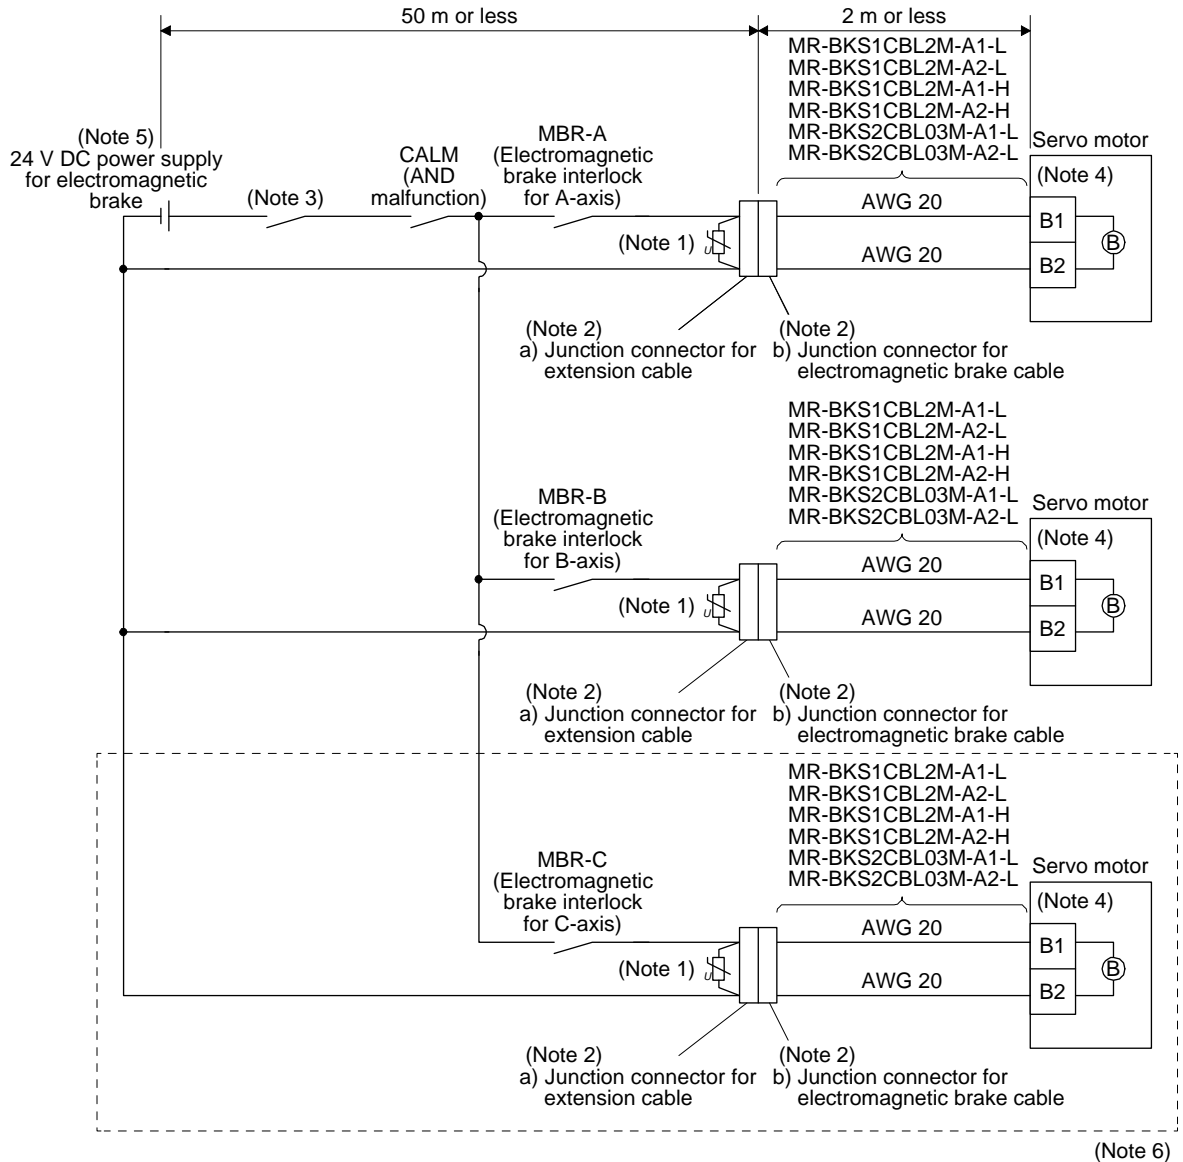 50 m or less
2 m or less
MR-BKS1CBL2M-A1-L
MR-BKS1CBL2M-A2-L
MR-BKS1CBL2M-A1-H
MR-BKS1CBL2M-A2-H
MR-BKS2CBL03M-A1-L
MR-BKS2CBL03M-A2-L
(Note 5)
24 V DC power supply
for electromagnetic
brake
(Note 3)
CALM
(AND
malfunction)
MBR-A
(Electromagnetic
brake interlock
for A-axis)
(Note 1)
U
AWG 20
AWG 20
Servo motor
(Note 4)
B1
B2
B
(Note 2)
a) Junction connector for
extension cable
(Note 2)
b) Junction connector for
electromagnetic brake cable
MR-BKS1CBL2M-A1-L
MR-BKS1CBL2M-A2-L
MR-BKS1CBL2M-A1-H
MR-BKS1CBL2M-A2-H
MR-BKS2CBL03M-A1-L
MR-BKS2CBL03M-A2-L
MBR-B
(Electromagnetic
brake interlock
for B-axis)
(Note 1)
U
AWG 20
AWG 20
Servo motor
(Note 4)
B1
B2
B
(Note 2)
a) Junction connector for
extension cable
(Note 2)
b) Junction connector for
electromagnetic brake cable
MR-BKS1CBL2M-A1-L
MR-BKS1CBL2M-A2-L
MR-BKS1CBL2M-A1-H
MR-BKS1CBL2M-A2-H
MR-BKS2CBL03M-A1-L
MR-BKS2CBL03M-A2-L
MBR-C
(Electromagnetic
brake interlock
for C-axis)
(Note 1)
U
AWG 20
AWG 20
Servo motor
(Note 4)
B1
B2
B
(Note 2)
a) Junction connector for
extension cable
(Note 2)
b) Junction connector for
electromagnetic brake cable
(Note 6)